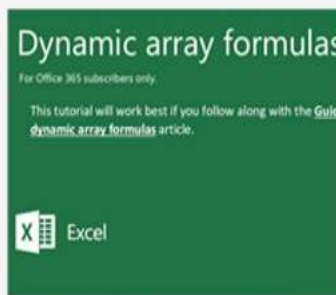 Dynamic array formulas
For Office 365 subscribers only.
This tutorial will work best if you follow along with the Guid
dynamic array formulas article.
X Excel